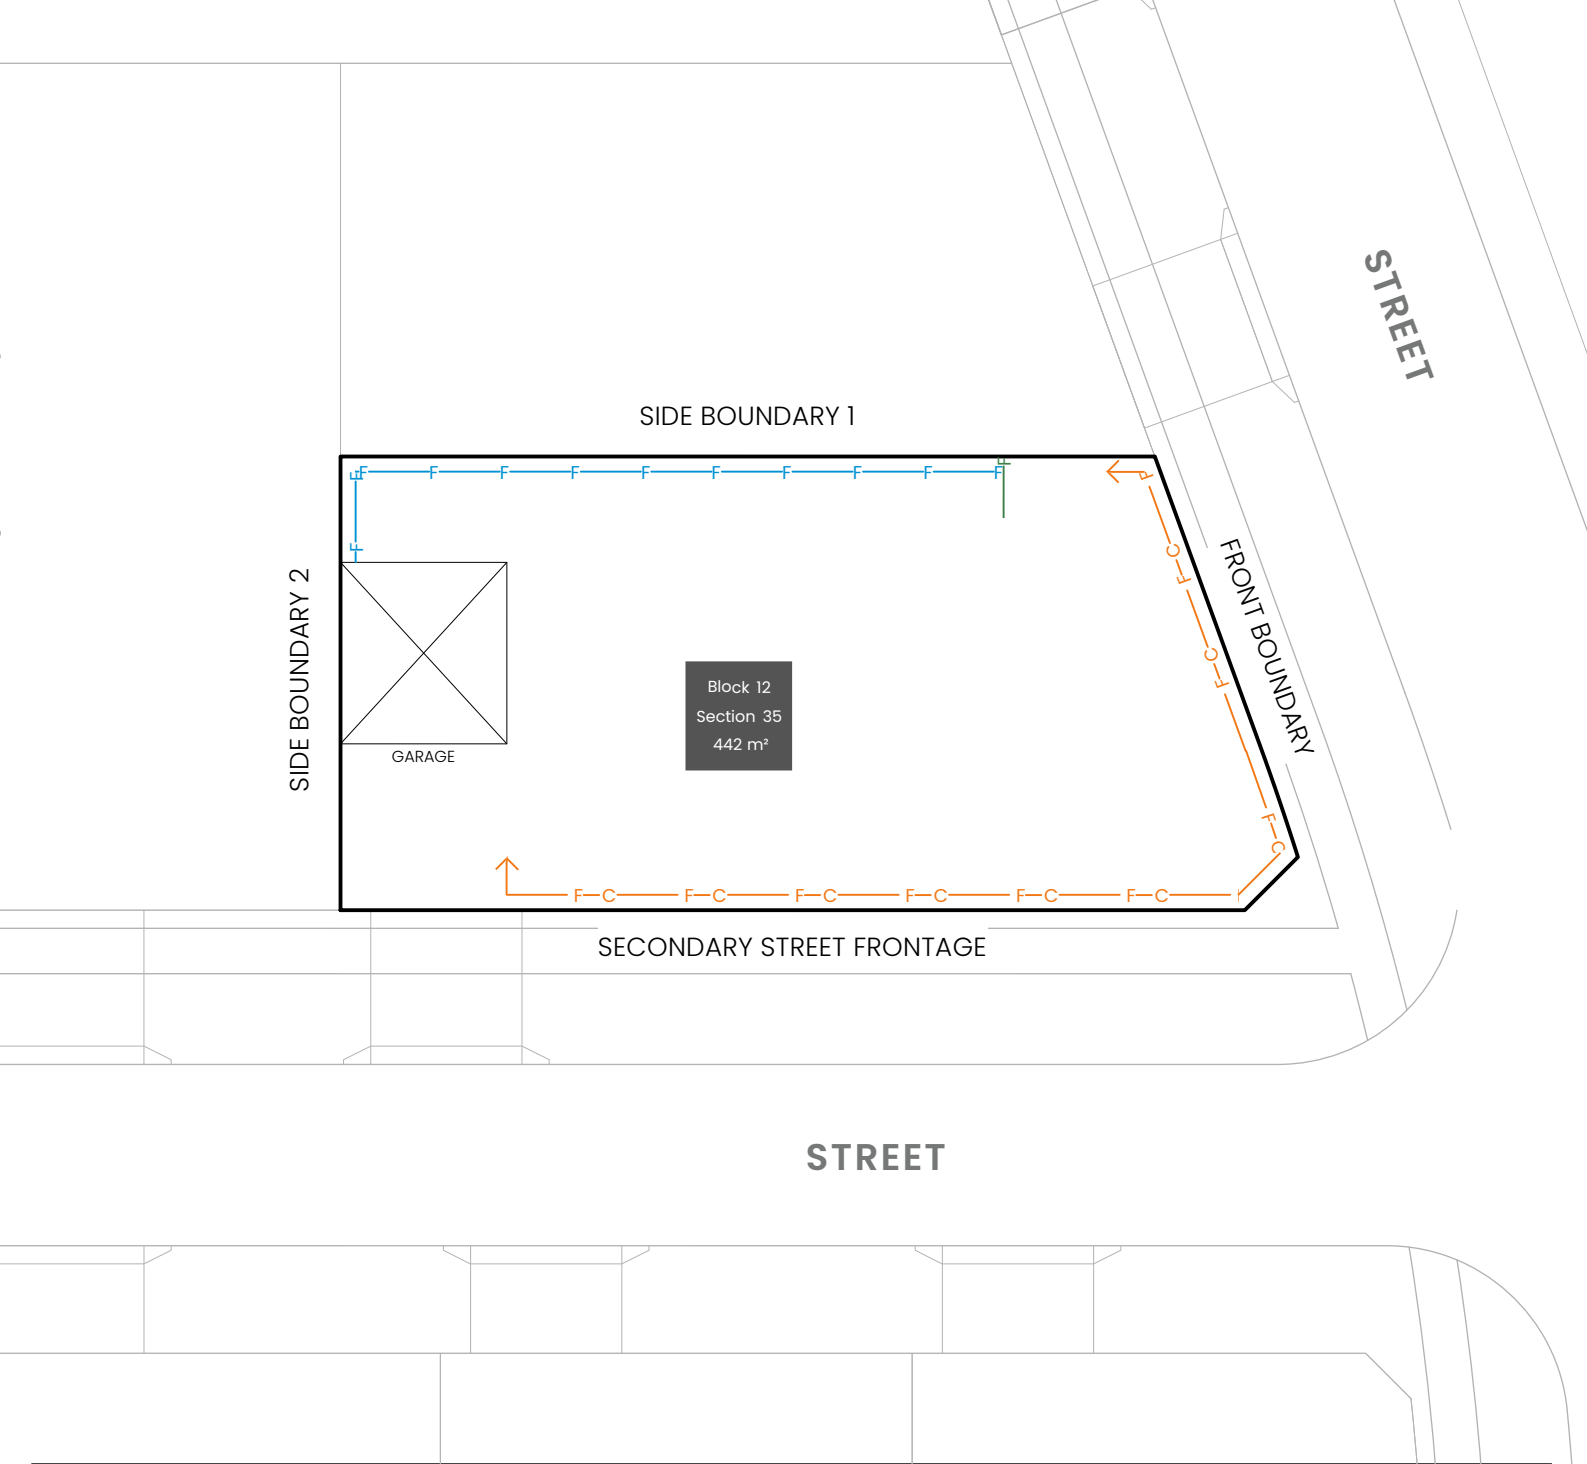 STREET
SIDE BOUNDARY 1
F F F F F F F F F F F
F
F
F
F
C F
C F
F C
FRONT BOUNDARY
SIDE BOUNDARY 2
Block 12
Section 35
442 m²
GARAGE
F C F C F C F C F C F C
SECONDARY STREET FRONTAGE
STREET